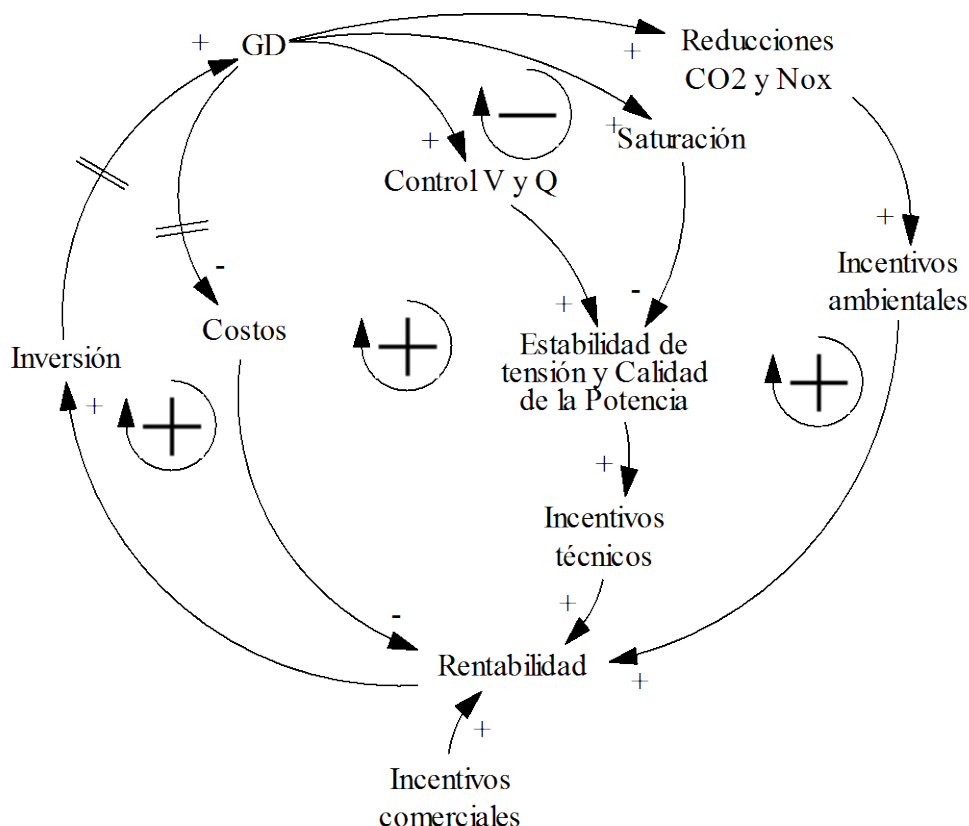 GD
+
Reducciones
CO2 y Nox
+
+
Saturación
+
Control V y Q
+
-
Costos
Incentivos
ambientales
+
Inversión
+
+
-
Estabilidad de
tensión y Calidad
de la Potencia
+
+
+
+
Incentivos
técnicos
+
-
Rentabilidad
+
+
Incentivos
comerciales
-